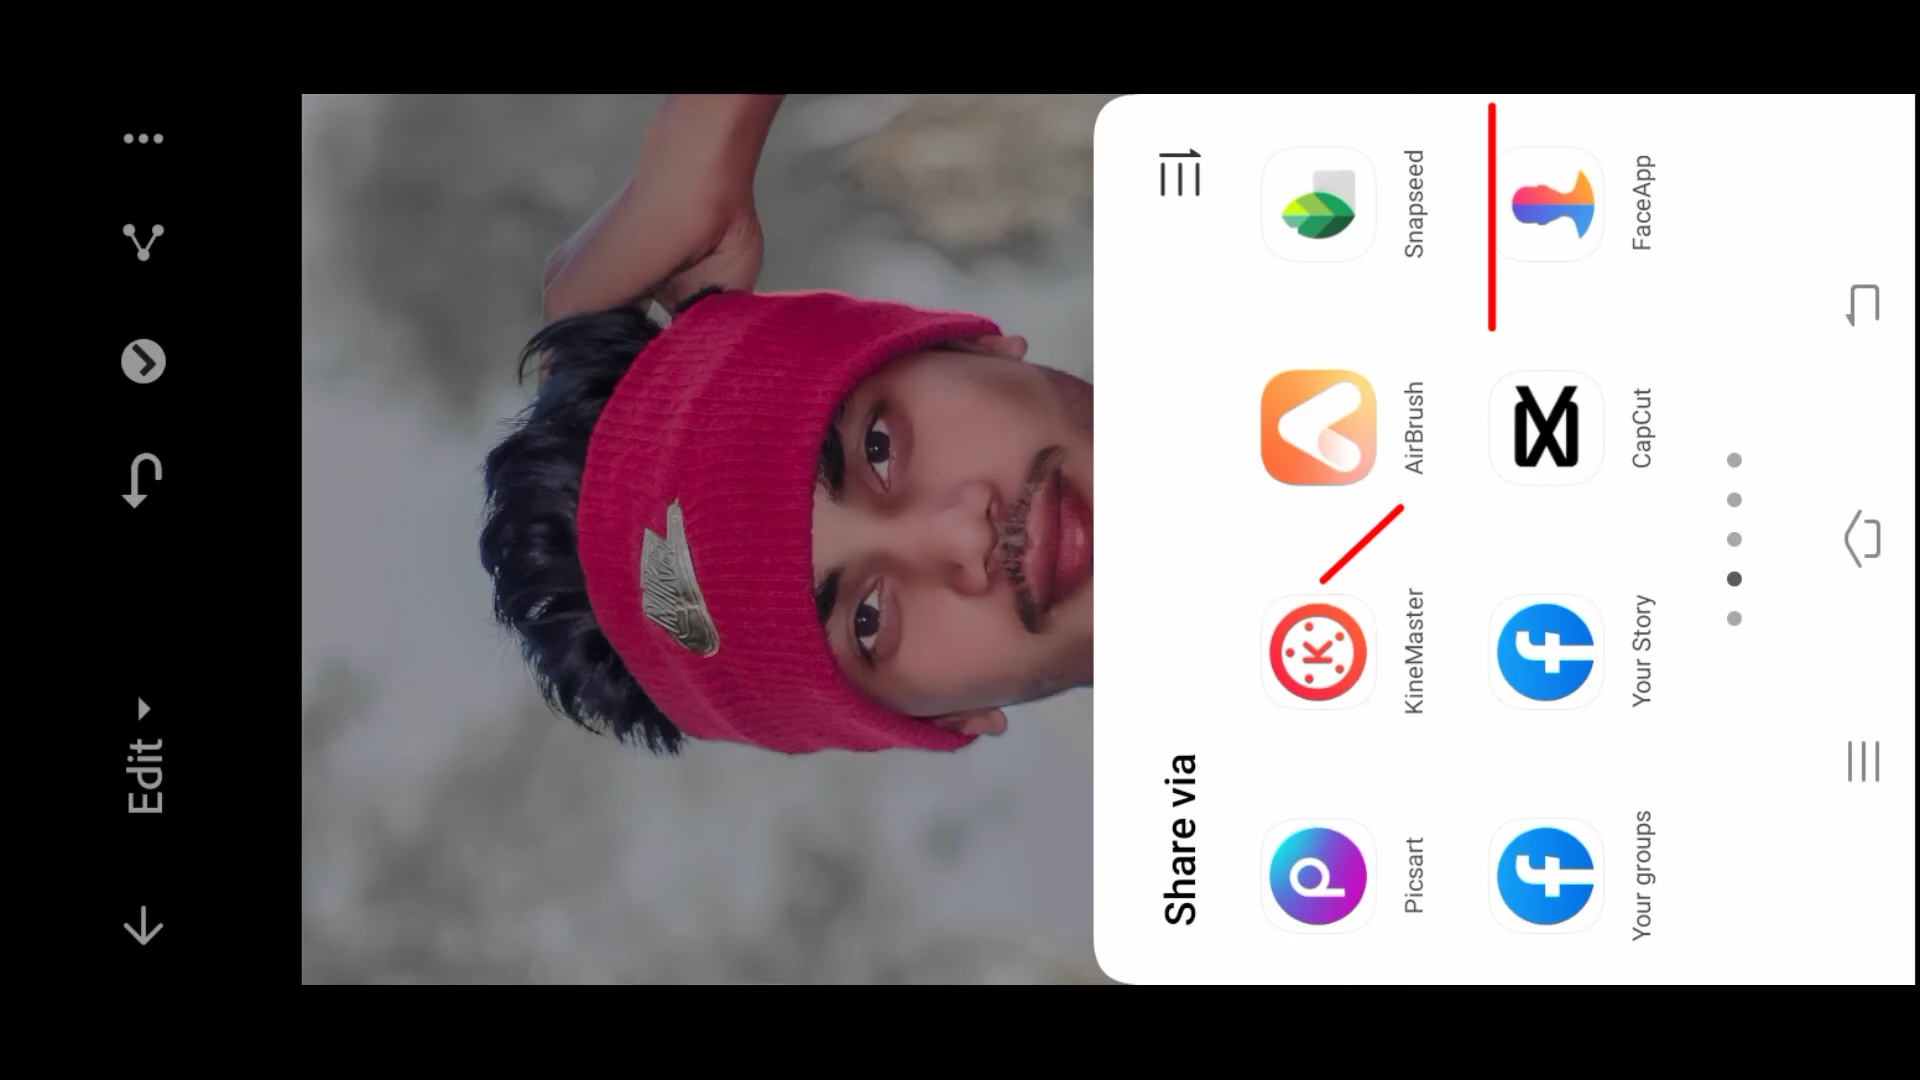 Edit
Share via
Picsart
KineMaster
AirBrush
Snapseed
Your groups
Your Story
CapCut
FaceApp